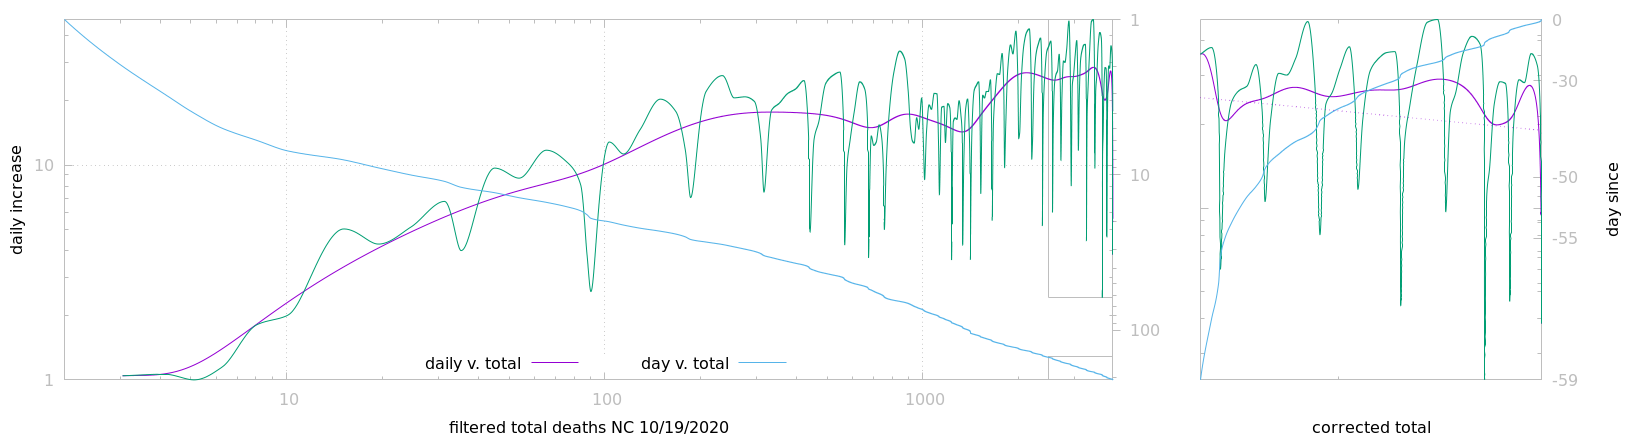 daily increase
10
1
daily v. total
day v. total
10
100
1000
filtered total deaths NC 10/19/2020
1
10
100
0
-30
-50
-55
-59
day since
corrected total